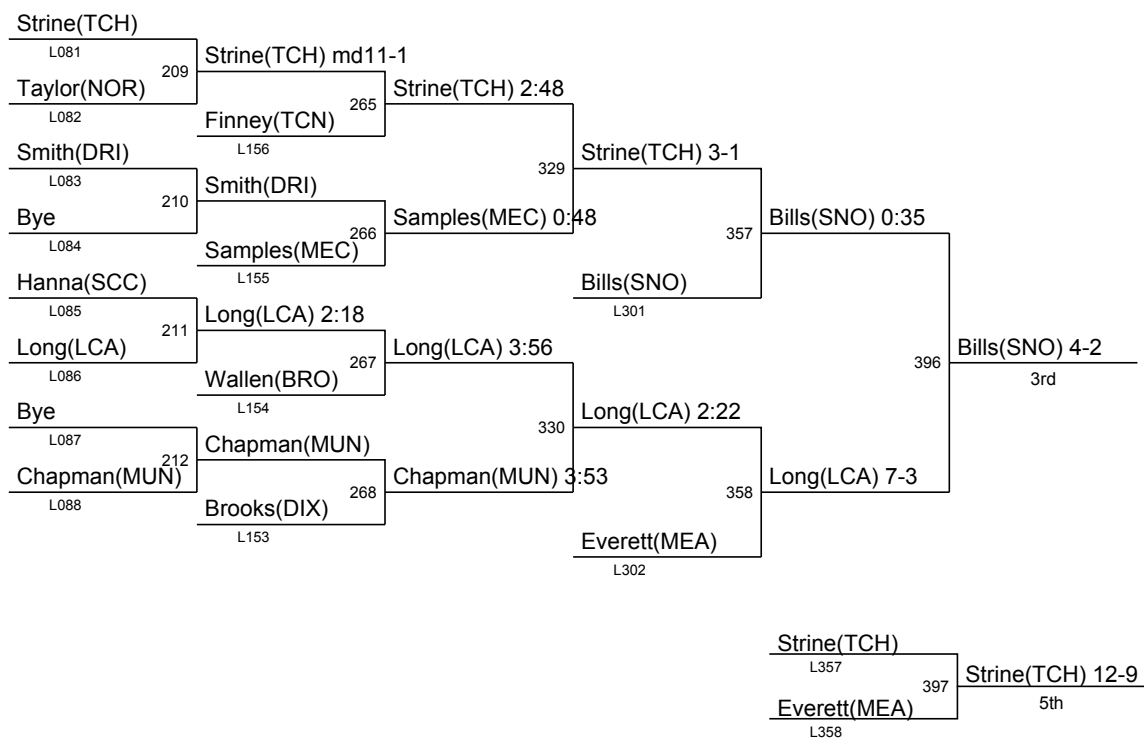 Strine(TCH)
L081
209
Taylor(NOR)
L082
Strine(TCH) md11-1
265
Finney(TCN)
L156
Strine(TCH) 2:48
Smith(DRI)
L083
210
Bye
L084
Smith(DRI)
266
Samples(MEC)
L155
Samples(MEC) 0:48
329
Strine(TCH) 3-1
357
Bills(SNO)
L301
Bills(SNO) 0:35
Hanna(SCC)
L085
211
Long(LCA)
L086
Long(LCA) 2:18
267
Wallen(BRO)
L154
Long(LCA) 3:56
Bye
L087
212
Chapman(MUN)
L088
Chapman(MUN)
268
Brooks(DIX)
L153
Chapman(MUN) 3:53
330
Long(LCA) 2:22
358
Everett(MEA)
L302
Long(LCA) 7-3
396
Bills(SNO) 4-2
3rd
Strine(TCH)
L357
397
Everett(MEA)
L358
Strine(TCH) 12-9
5th